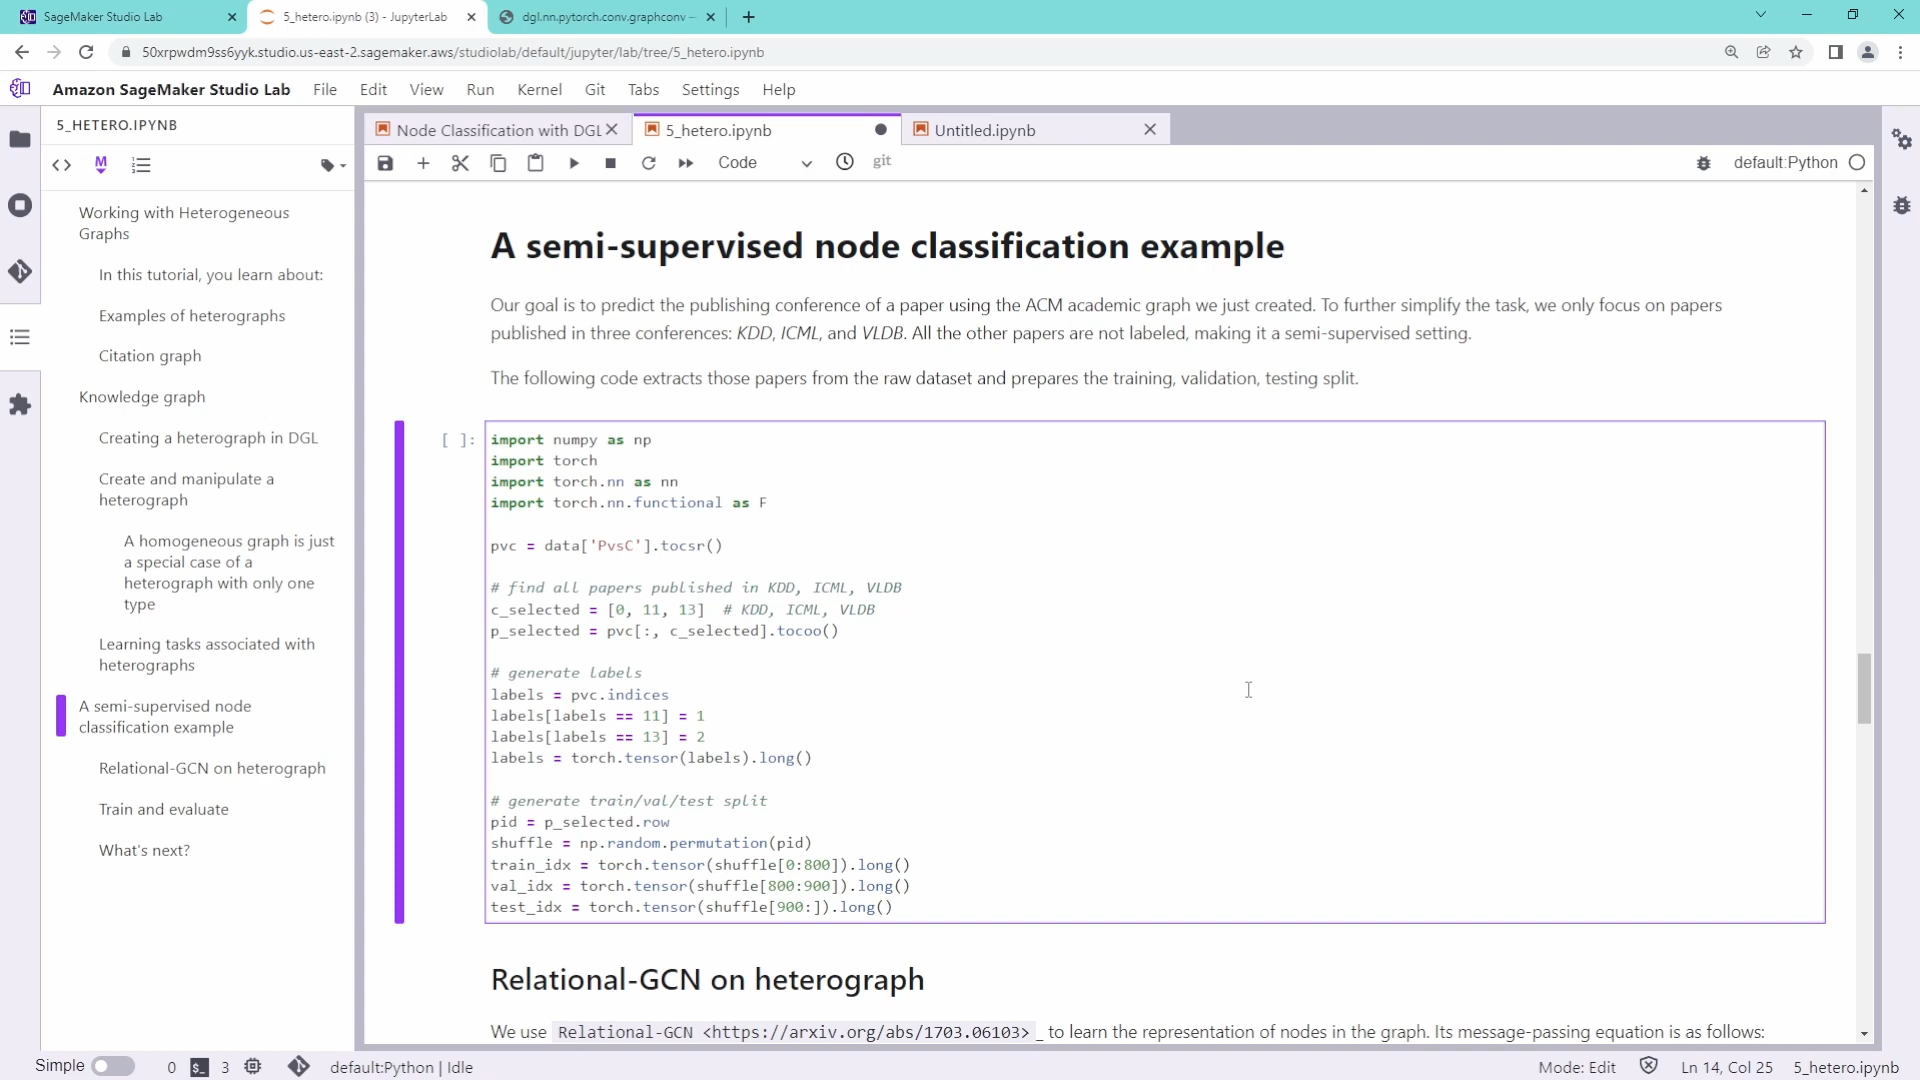 SageMaker Studio Lab
5_hetero.ipynb (3) - JupyterLab
dgl.nn.pytorch.conv.graphconv —
50xrpwdm9ss6yyk.studio.us-east-2.sagemaker.aws/studiolab/default/jupyter/lab/tree/5_hetero.ipynb
Amazon SageMaker Studio Lab File Edit View Run Kernel Git Tabs Settings Help
5_HETERO.IPYNB
Node Classification with DGL
5_hetero.ipynb
Untitled.ipynb
Code
git
default:Python
Working with Heterogeneous
Graphs
In this tutorial, you learn about:
Examples of heterographs
Citation graph
Knowledge graph
Creating a heterograph in DGL
Create and manipulate a
heterograph
A homogeneous graph is just
a special case of a
heterograph with only one
type
Learning tasks associated with
heterographs
A semi-supervised node
classification example
Relational-GCN on heterograph
Train and evaluate
What's next?
A semi-supervised node classification example
Our goal is to predict the publishing conference of a paper using the ACM academic graph we just created. To further simplify the task, we only focus on papers
published in three conferences: KDD, ICML, and VLDB. All the other papers are not labeled, making it a semi-supervised setting.
The following code extracts those papers from the raw dataset and prepares the training, validation, testing split.
[ ]:
import numpy as np
import torch
import torch.nn as nn
import torch.nn.functional as F
pvc = data['PvsC'].tocsr()
# find all papers published in KDD, ICML, VLDB
c_selected = [0, 11, 13]  # KDD, ICML, VLDB
p_selected = pvc[:, c_selected].tocoo()
# generate labels
labels = pvc.indices
labels[labels == 11] = 1
labels[labels == 13] = 2
labels = torch.tensor(labels).long()
# generate train/val/test split
pid = p_selected.row
shuffle = np.random.permutation(pid)
train_idx = torch.tensor(shuffle[0:800]).long()
val_idx = torch.tensor(shuffle[800:900]).long()
test_idx = torch.tensor(shuffle[900:]).long()
Relational-GCN on heterograph
We use Relational-GCN <https://arxiv.org/abs/1703.06103> _ to learn the representation of nodes in the graph. Its message-passing equation is as follows:
Simple 0 $_ 3 default:Python | Idle
Mode: Edit Ln 14, Col 25 5_hetero.ipynb